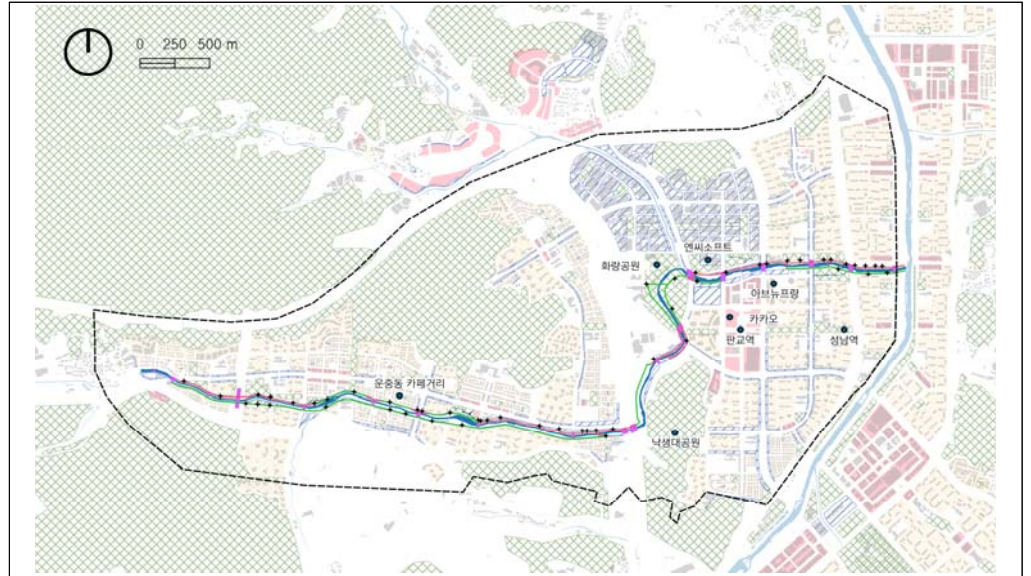 0 250 500 m
엔씨소프트
화랑공원
아브뉴프랑
카카오
판교역
성남역
운중동 카페거리
낙생대공원